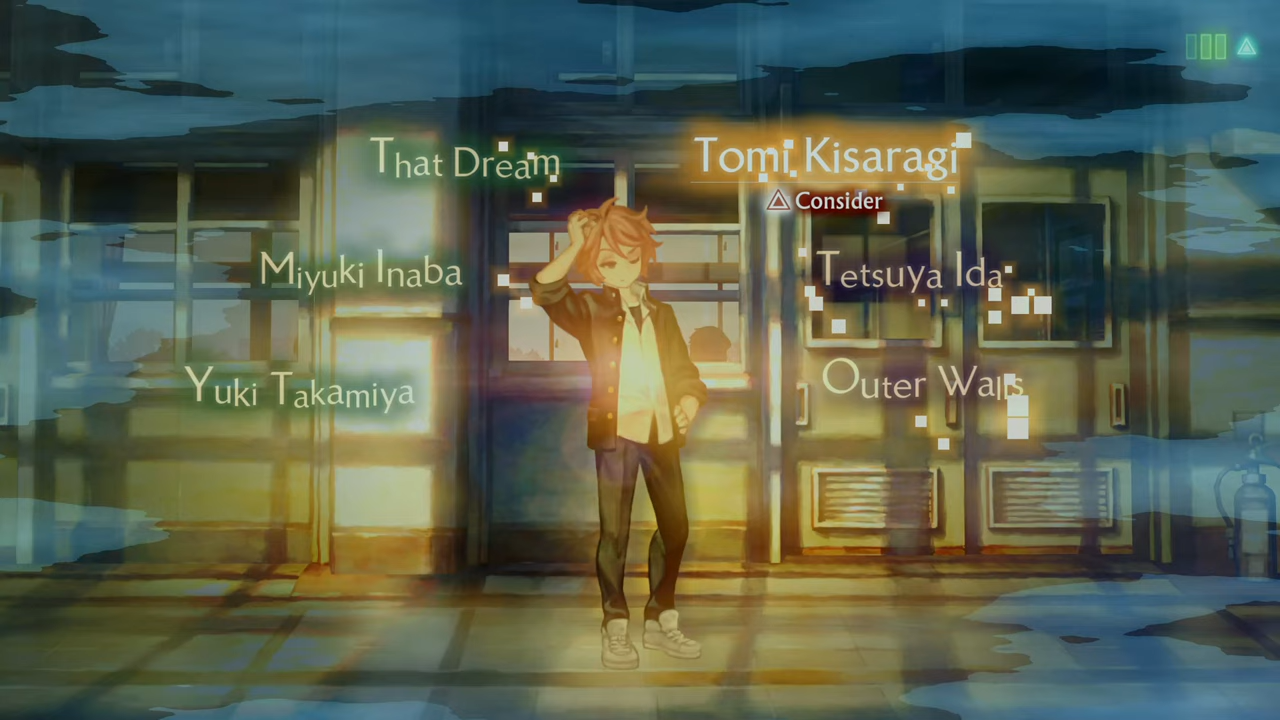 That Dream
Tomi Kisaragi
Consider
Miyuki Inaba
Tetsuya Ida
Yuki Takamiya
Outer Walls